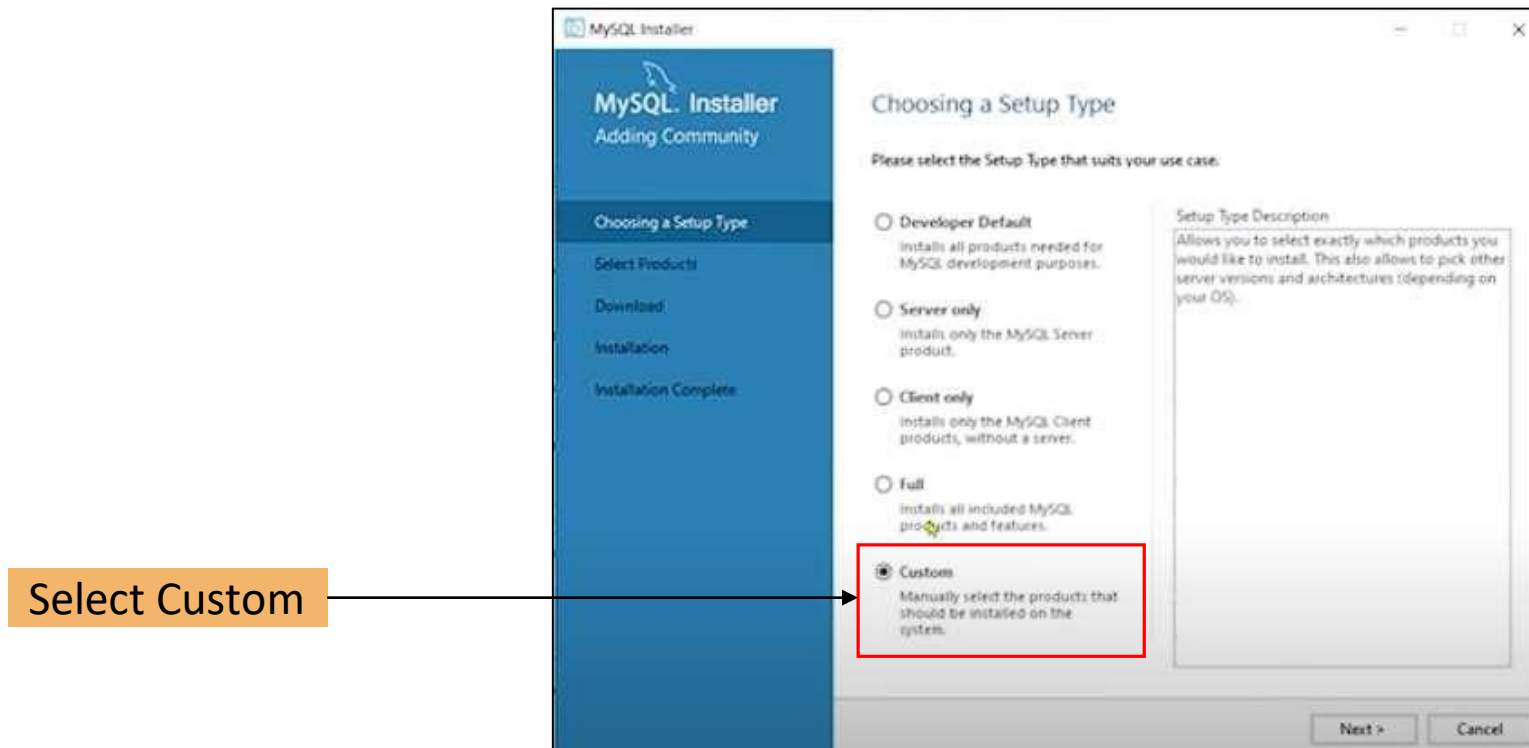 MySQL Installer
MySQL. Installer
Adding Community
Choosing a Setup Type
Select Products
Download
Installation
Installation Complete
Choosing a Setup Type
Please select the Setup Type that suits your use case.
Developer Default
Installs all products needed for
MySQL development purposes.
Server only
Installs only the MySQL Server
product.
Client only
Installs only the MySQL Client
products, without a server.
Full
Installs all included MySQL
products and features.
Custom
Manually select the products that
should be installed on the
system.
Setup Type Description
Allows you to select exactly which products you
would like to install. This also allows to pick other
server versions and architectures (depending on
your OS).
Select Custom
Next >
Cancel